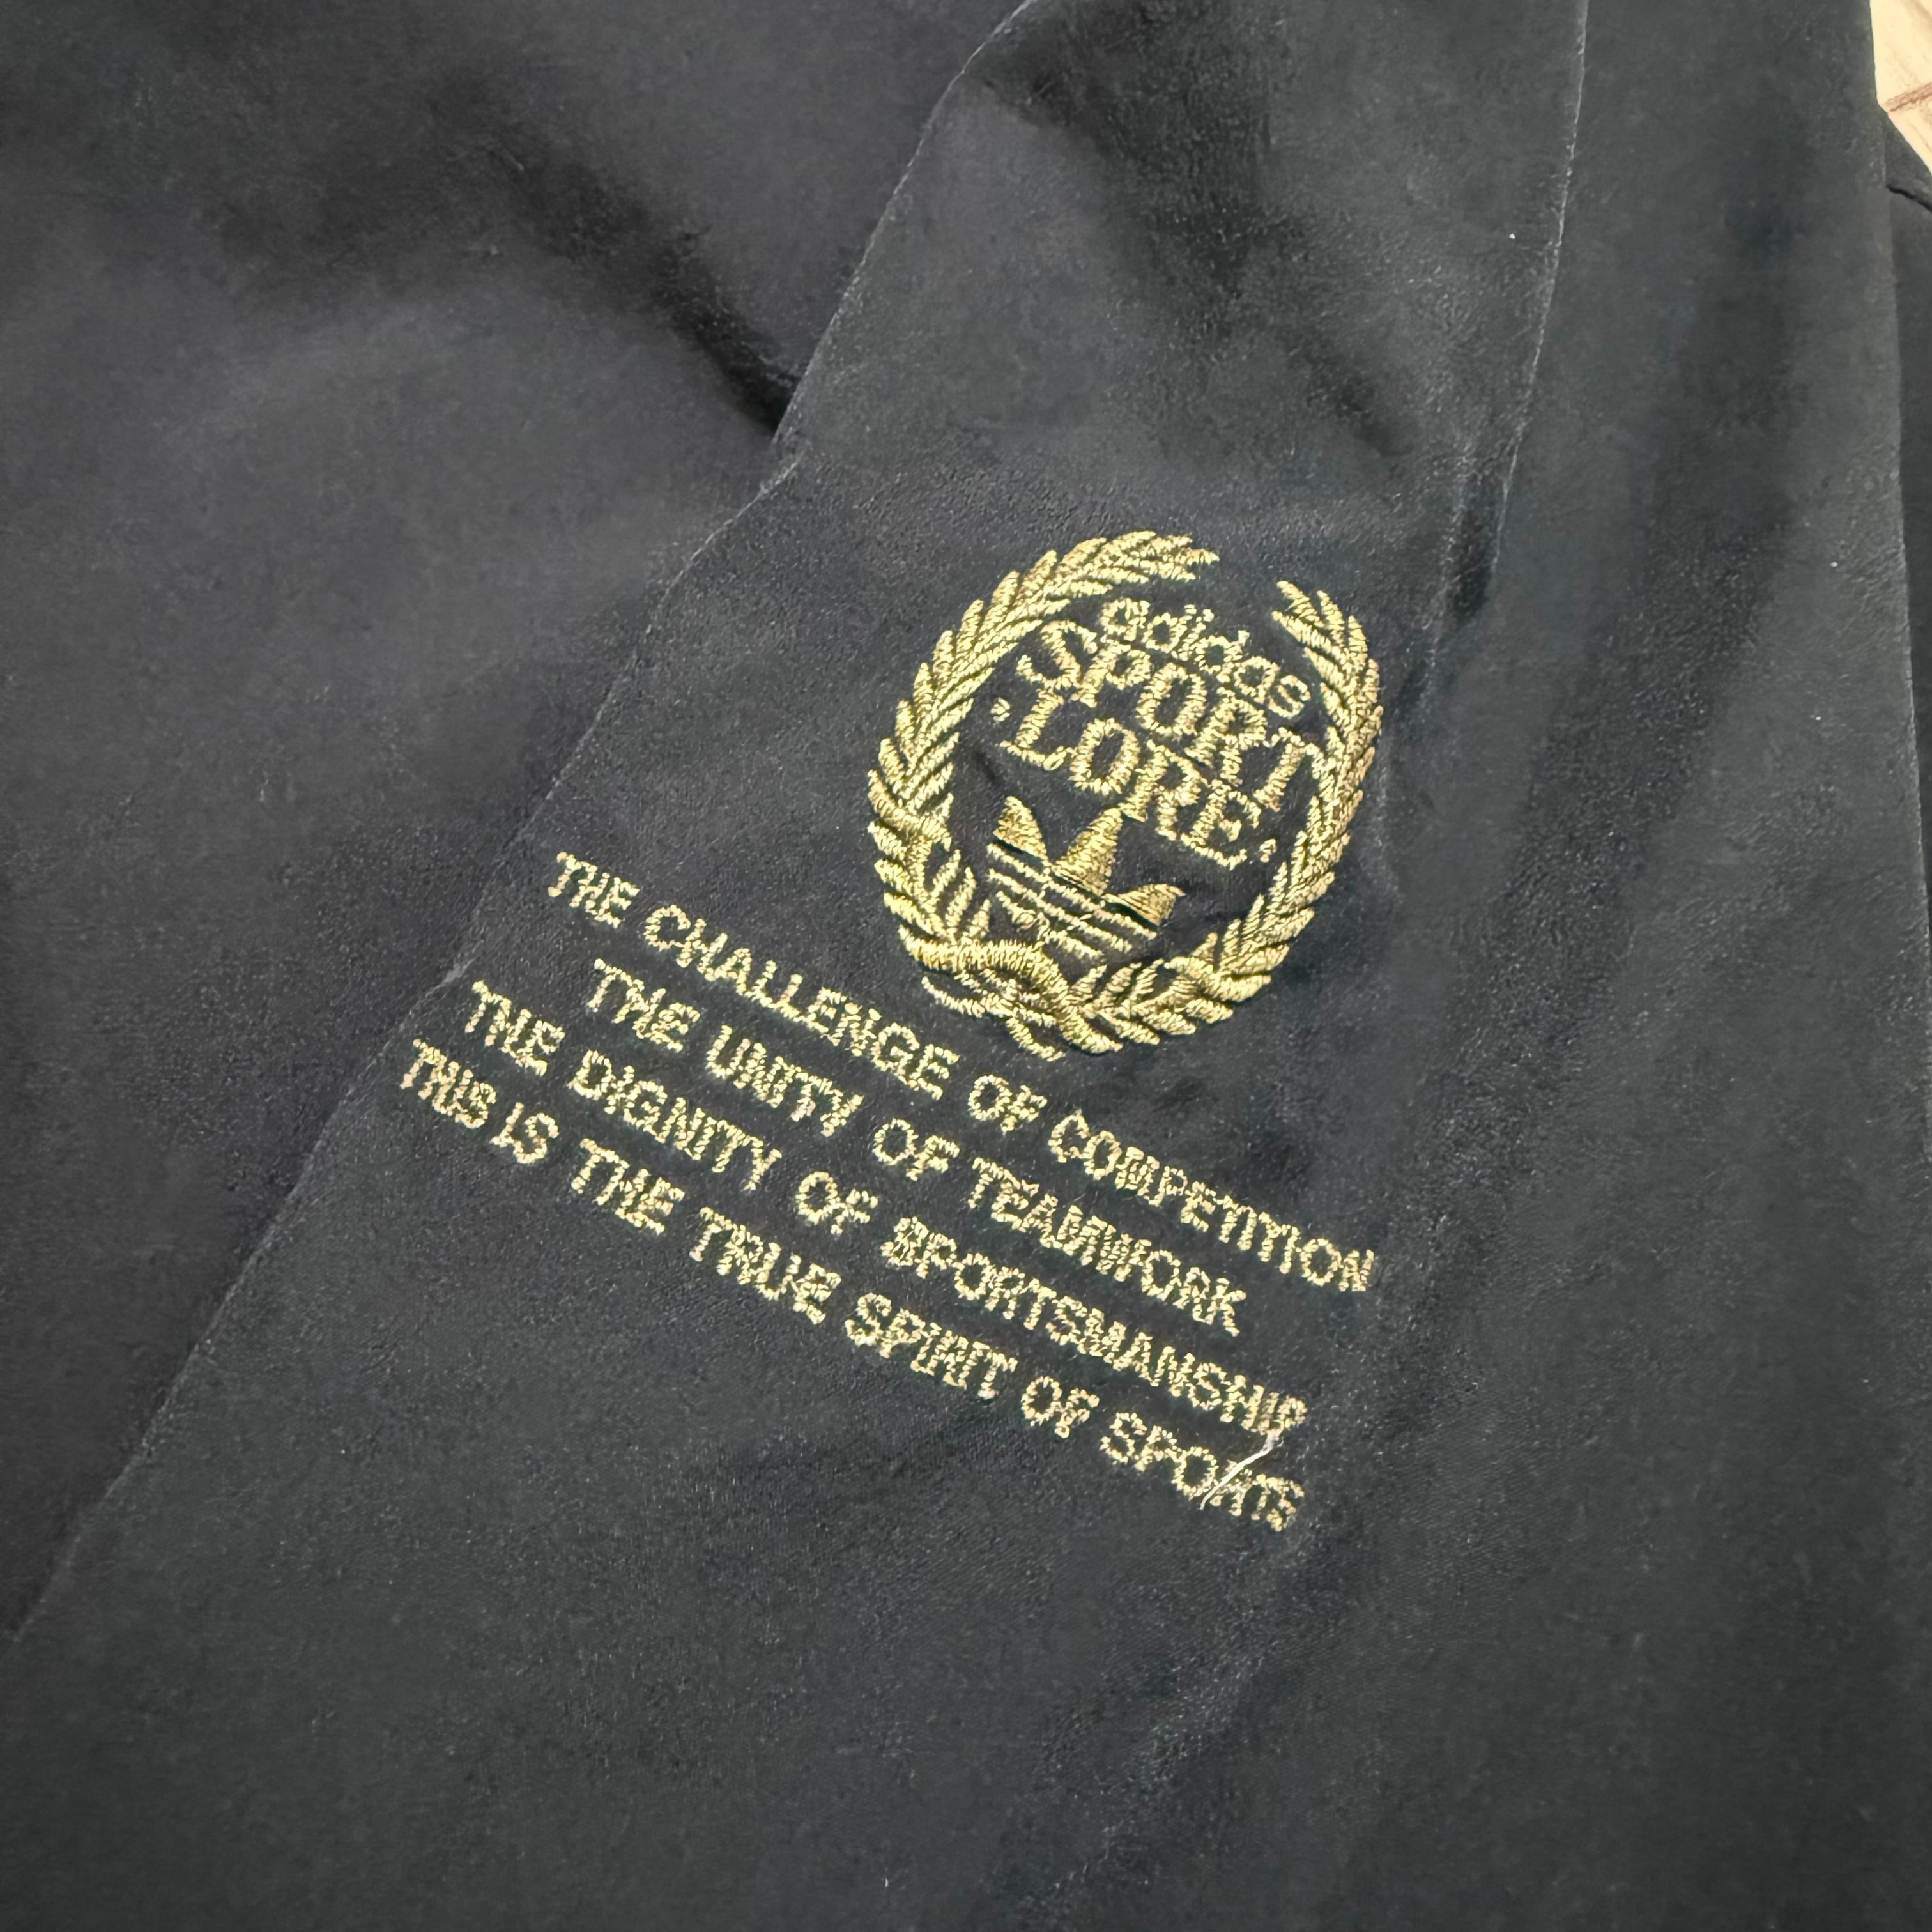 adidas
SPORT
·LORE·
THE CHALLENGE OF COMPETITION
THE UNITY OF TEAMWORK
THE DIGNITY OF SPORTSMANSHIP
THIS IS THE TRUE SPIRIT OF SPORTS